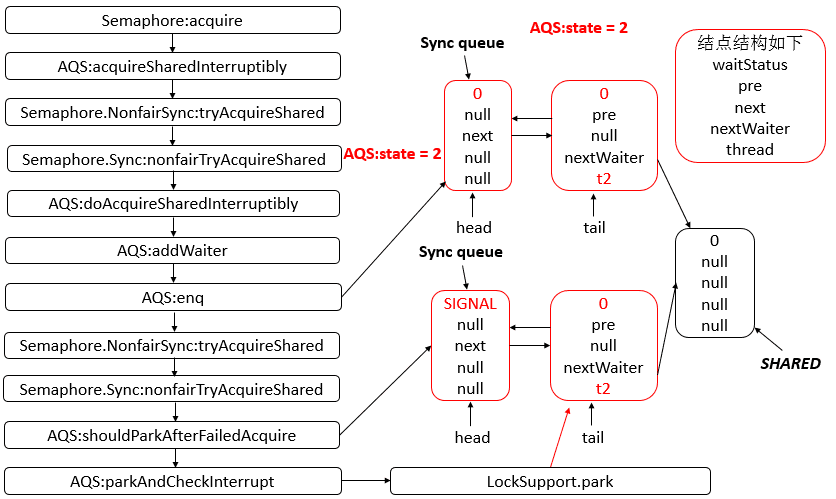 Semaphore:acquire
AQS:acquireSharedInterruptibly
Semaphore.NonfairSync:tryAcquireShared
Semaphore.Sync:nonfairTryAcquireShared
AQS:state = 2
AQS:doAcquireSharedInterruptibly
AQS:addWaiter
AQS:enq
Semaphore.NonfairSync:tryAcquireShared
Semaphore.Sync:nonfairTryAcquireShared
AQS:shouldParkAfterFailedAcquire
AQS:parkAndCheckInterrupt
LockSupport.park
AQS:state = 2
Sync queue
0
null
next
null
null
head
0
pre
null
nextWaiter
t2
tail
Sync queue
SIGNAL
null
next
null
null
head
0
pre
null
nextWaiter
t2
tail
结点结构如下
waitStatus
pre
next
nextWaiter
thread
0
null
null
null
null
SHARED